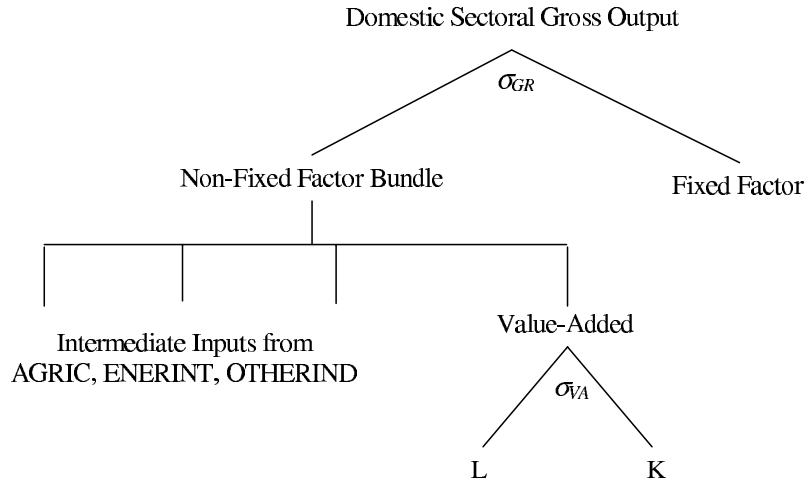 Domestic Sectoral Gross Output
σGR
Non-Fixed Factor Bundle
Fixed Factor
Intermediate Inputs from
AGRIC, ENERINT, OTHERIND
Value-Added
σVA
L
K